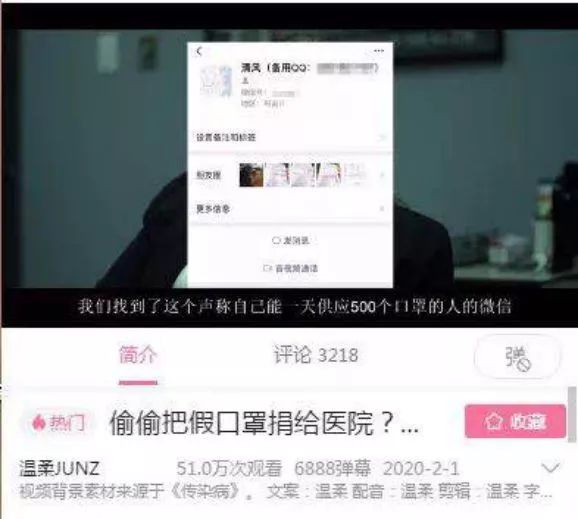 清风（备用QQ：
）
设置备注和标签
朋友圈
更多信息
发消息
音视频通话
我们找到了这个声称自己能一天供应500个口罩的人的微信
简介 评论 3218 弹
热门 偷偷把假口罩捐给医院？... 收藏
温柔JUNZ 51.0万次观看 6888弹幕 2020-2-1
视频背景素材来源于《传染病》。 文案：温柔 配音：温柔 剪辑：温柔 字...